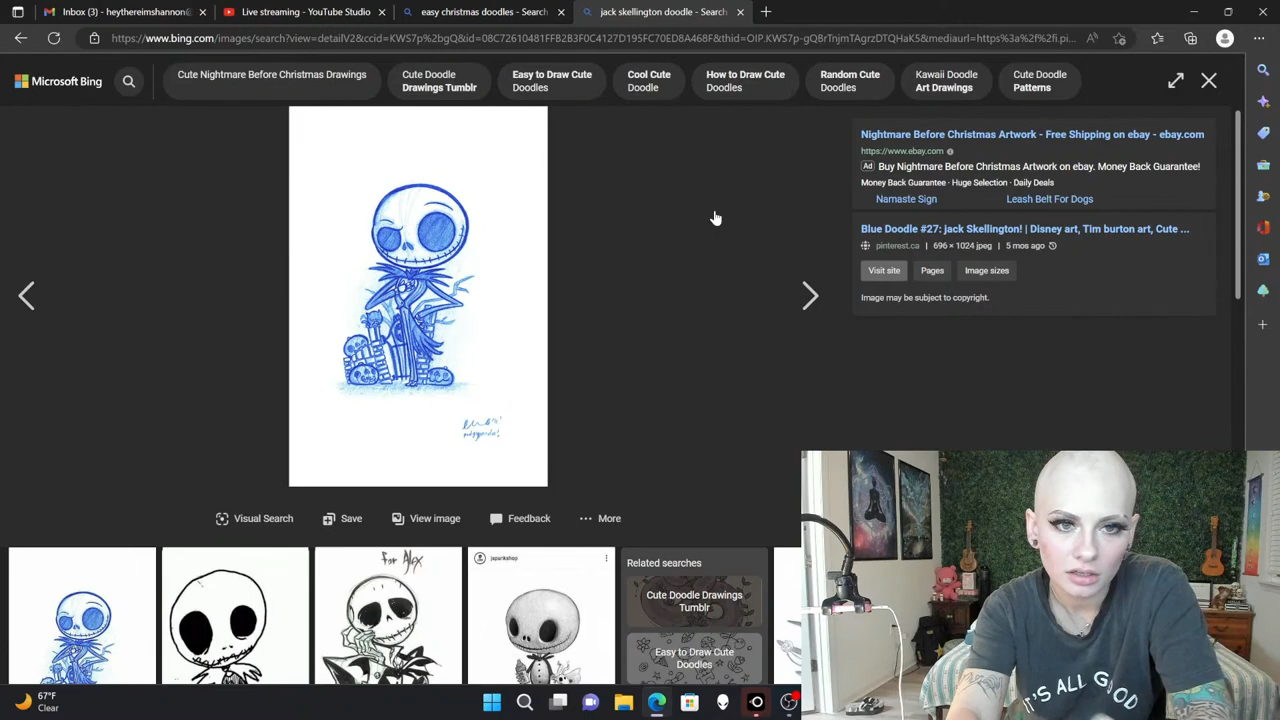 Inbox (3) - heythereimshannon@
Live streaming - YouTube Studio
easy christmas doodles - Search
jack skellington doodle - Search
https://www.bing.com/images/search?view=detailV2&ccid=KWS7p%2bgQ&id=08C72610481FFB2B3F0C4127D195FC70ED8A468F&thid=OIP.KWS7p-gQBrTnjmTAgrzDTQHaK5&mediaurl=https%3a%2f%2fi.pi...
Microsoft Bing
Cute Nightmare Before Christmas Drawings
Cute Doodle
Drawings Tumblr
Easy to Draw Cute
Doodles
Cool Cute
Doodle
How to Draw Cute
Doodles
Random Cute
Doodles
Kawaii Doodle
Art Drawings
Cute Doodle
Patterns
Nightmare Before Christmas Artwork - Free Shipping on ebay - ebay.com
https://www.ebay.com
Ad Buy Nightmare Before Christmas Artwork on ebay. Money Back Guarantee!
Money Back Guarantee · Huge Selection · Daily Deals
Namaste Sign
Leash Belt For Dogs
Blue Doodle #27: jack Skellington! | Disney art, Tim burton art, Cute ...
pinterest.ca | 696 × 1024 jpeg | 5 mos ago
Visit site
Pages
Image sizes
Image may be subject to copyright.
Visual Search
Save
View image
Feedback
More
for Alex
japurikshop
Related searches
Cute Doodle Drawings
Tumblr
Easy to Draw Cute
Doodles
IT'S ALL GOOD
67°F
Clear